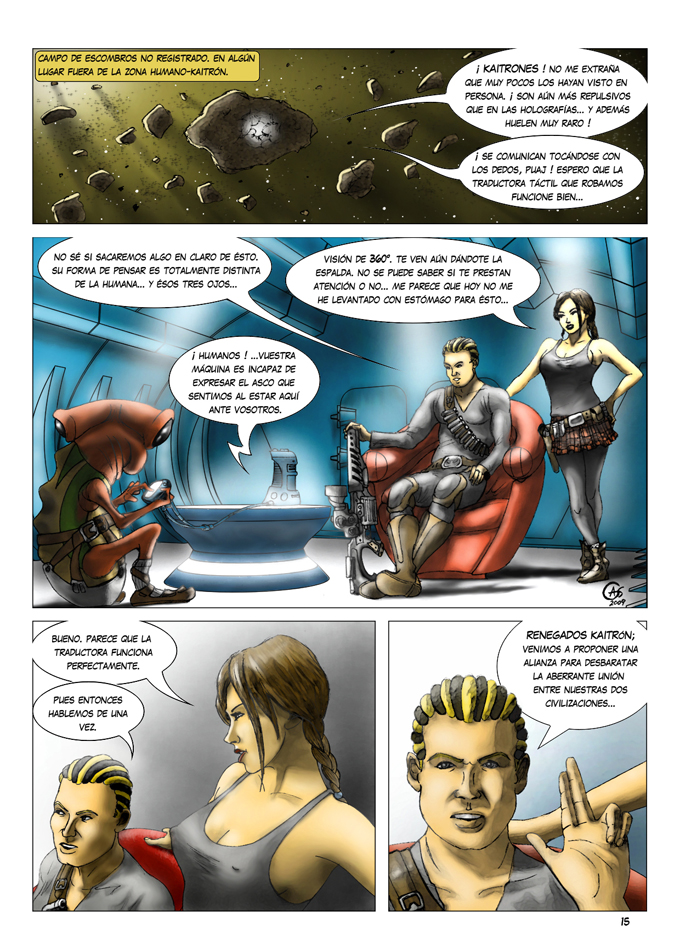 CAMPO DE ESCOMBROS NO REGISTRADO. EN ALGÚN
LUGAR FUERA DE LA ZONA HUMANO-KAITRÓN.
¡ KAITRONES ! NO ME EXTRAÑA
QUE MUY POCOS LOS HAYAN VISTO EN
PERSONA. ¡ SON AÚN MÁS REPULSIVOS
QUE EN LAS HOLOGRAFÍAS... Y ADEMÁS
HUELEN MUY RARO !
¡ SE COMUNICAN TOCÁNDOSE CON
LOS DEDOS, PUAJ ! ESPERO QUE LA
TRADUCTORA TÁCTIL QUE ROBAMOS
FUNCIONE BIEN...
NO SÉ SI SACAREMOS ALGO EN CLARO DE ÉSTO.
SU FORMA DE PENSAR ES TOTALMENTE DISTINTA
DE LA HUMANA... Y ÉSOS TRES OJOS...
VISIÓN DE 360º. TE VEN AÚN DÁNDOTE LA
ESPALDA. NO SE PUEDE SABER SI TE PRESTAN
ATENCIÓN O NO... ME PARECE QUE HOY NO ME
HE LEVANTADO CON ESTÓMAGO PARA ÉSTO...
¡ HUMANOS ! ...VUESTRA
MÁQUINA ES INCAPAZ DE
EXPRESAR EL ASCO QUE
SENTIMOS AL ESTAR AQUÍ
ANTE VOSOTROS.
2009
BUENO. PARECE QUE LA
TRADUCTORA FUNCIONA
PERFECTAMENTE.
PUES ENTONCES
HABLEMOS DE UNA
VEZ.
RENEGADOS KAITRÓN;
VENIMOS A PROPONER UNA
ALIANZA PARA DESBARATAR
LA ABERRANTE UNIÓN
ENTRE NUESTRAS DOS
CIVILIZACIONES...
15